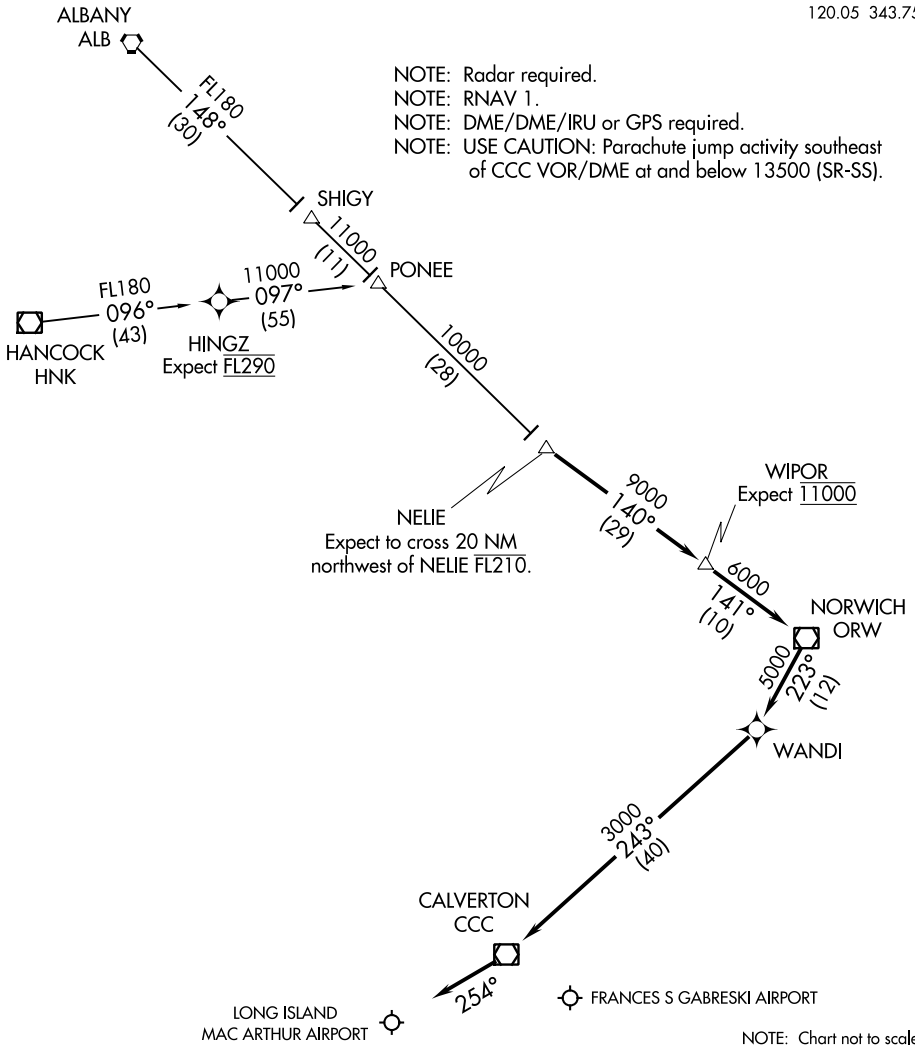 120.05 343.75
ALBANY
ALB
NOTE: Radar required.
NOTE: RNAV 1.
NOTE: DME/DME/IRU or GPS required.
NOTE: USE CAUTION: Parachute jump activity southeast
of CCC VOR/DME at and below 13500 (SR-SS).
FL180
148°
(30)
SHIGY
11000
(11)
PONEE
FL180
096°
(43)
11000
097°
(55)
HANCOCK
HNK
HINGZ
Expect FL290
10000
(28)
NELIE
Expect to cross 20 NM
northwest of NELIE FL210.
9000
140°
(29)
WIPOR
Expect 11000
6000
141°
(10)
NORWICH
ORW
5000
223°
(12)
WANDI
3000
243°
(40)
CALVERTON
CCC
254°
FRANCES S GABRESKI AIRPORT
LONG ISLAND
MAC ARTHUR AIRPORT
NOTE: Chart not to scale